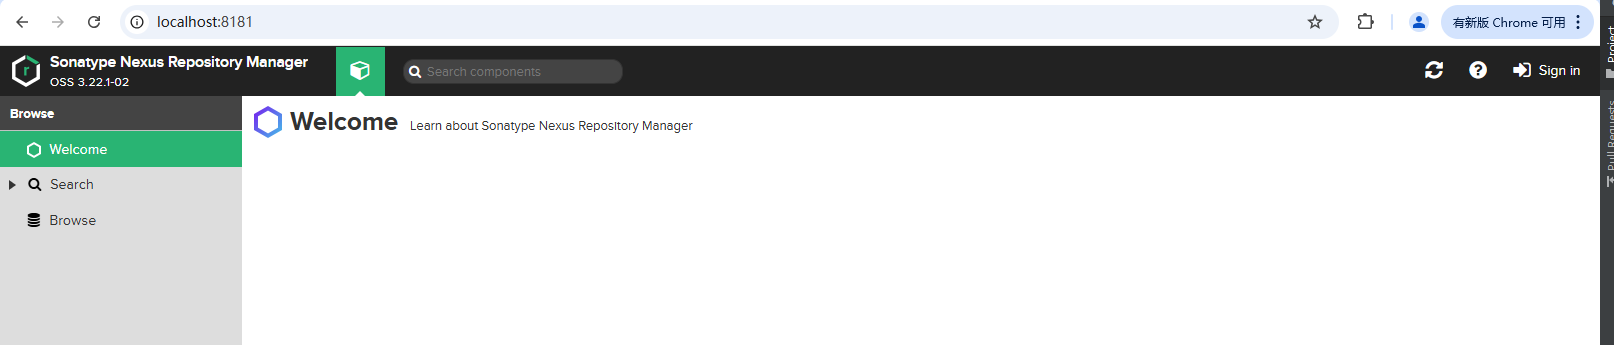 localhost:8181
有新版 Chrome 可用
Sonatype Nexus Repository Manager
OSS 3.22.1-02
Search components
Sign in
Browse
Welcome
Search
Browse
Welcome Learn about Sonatype Nexus Repository Manager
Project
Pull Requests